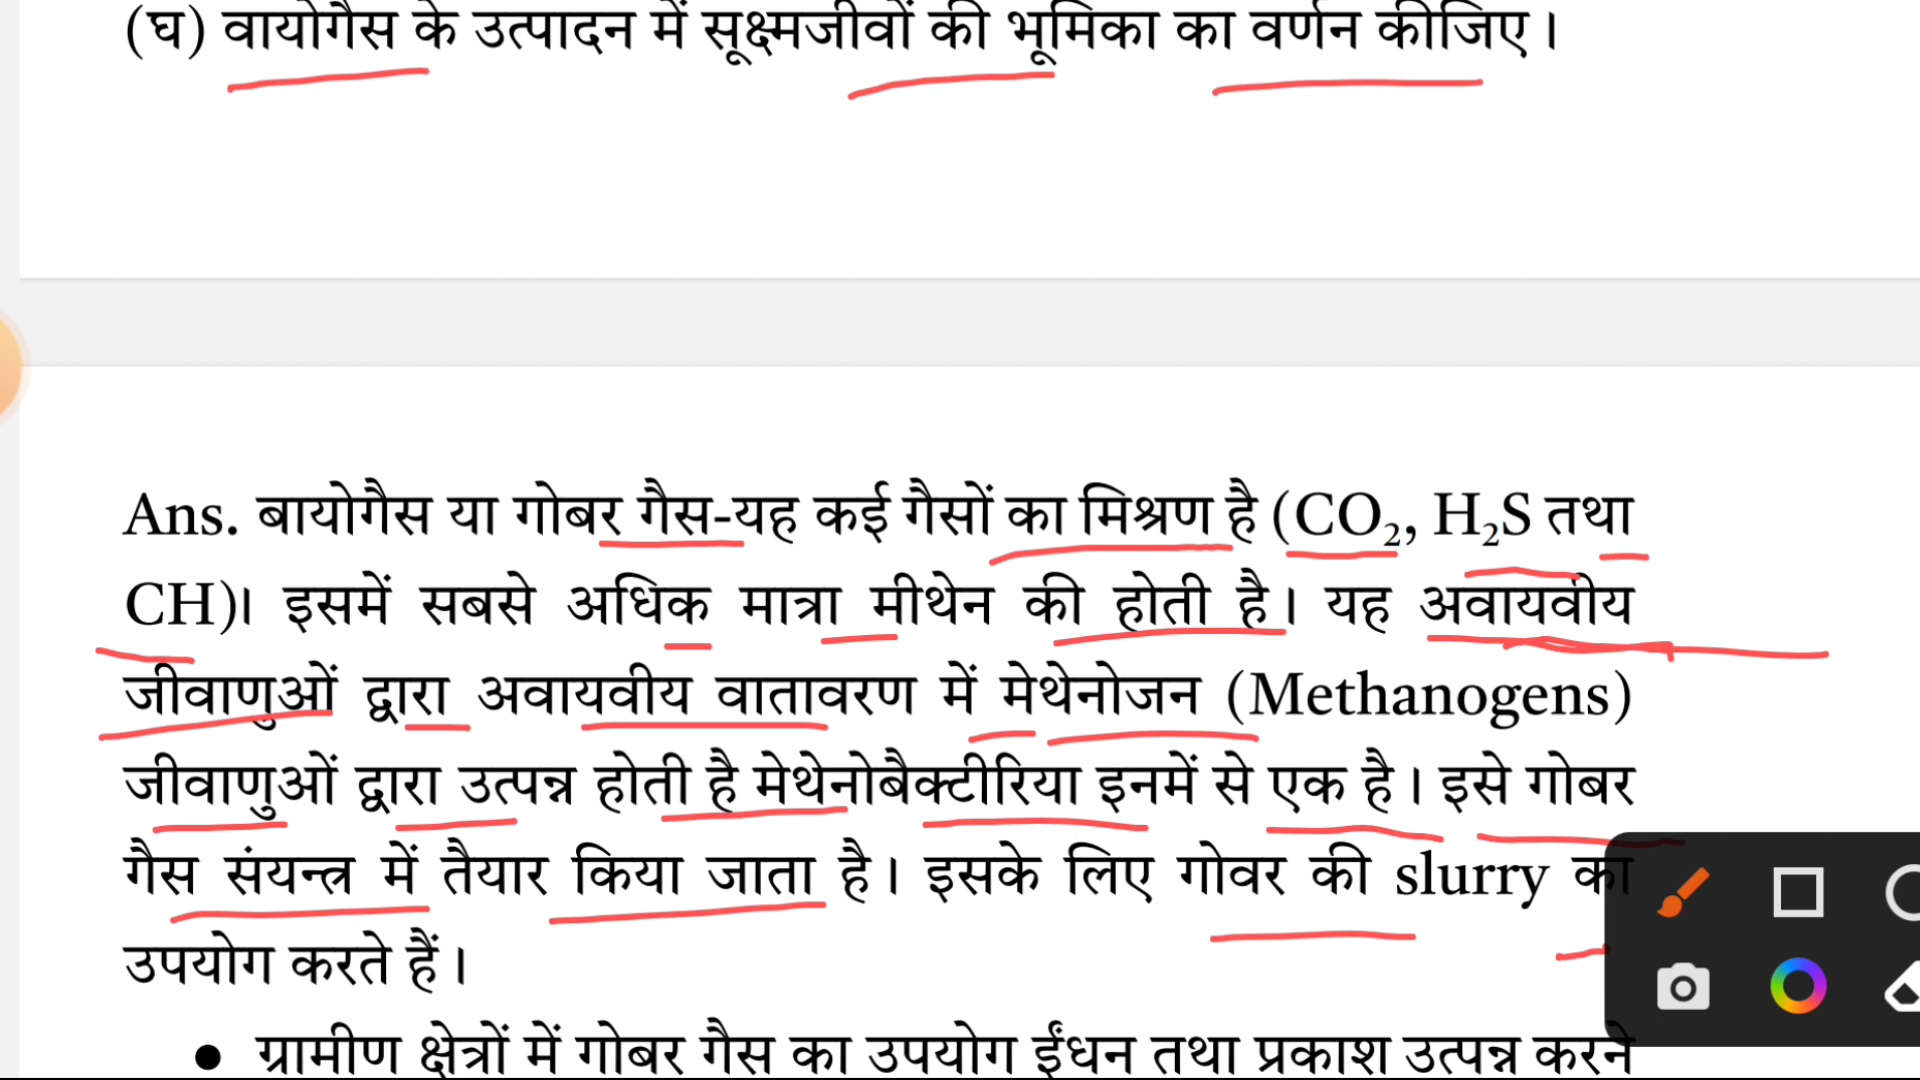 (घ) वायोगैस के उत्पादन में सूक्ष्मजीवों की भूमिका का वर्णन कीजिए।
Ans. बायोगैस या गोबर गैस-यह कई गैसों का मिश्रण है (CO₂, H₂S तथा
CH)। इसमें सबसे अधिक मात्रा मीथेन की होती है। यह अवायवीय
जीवाणुओं द्वारा अवायवीय वातावरण में मेथेनोजन (Methanogens)
जीवाणुओं द्वारा उत्पन्न होती है मेथेनोबैक्टीरिया इनमें से एक है। इसे गोबर
गैस संयन्त्र में तैयार किया जाता है। इसके लिए गोवर की slurry का
उपयोग करते हैं।
● ग्रामीण क्षेत्रों में गोबर गैस का उपयोग ईंधन तथा प्रकाश उत्पन्न करने